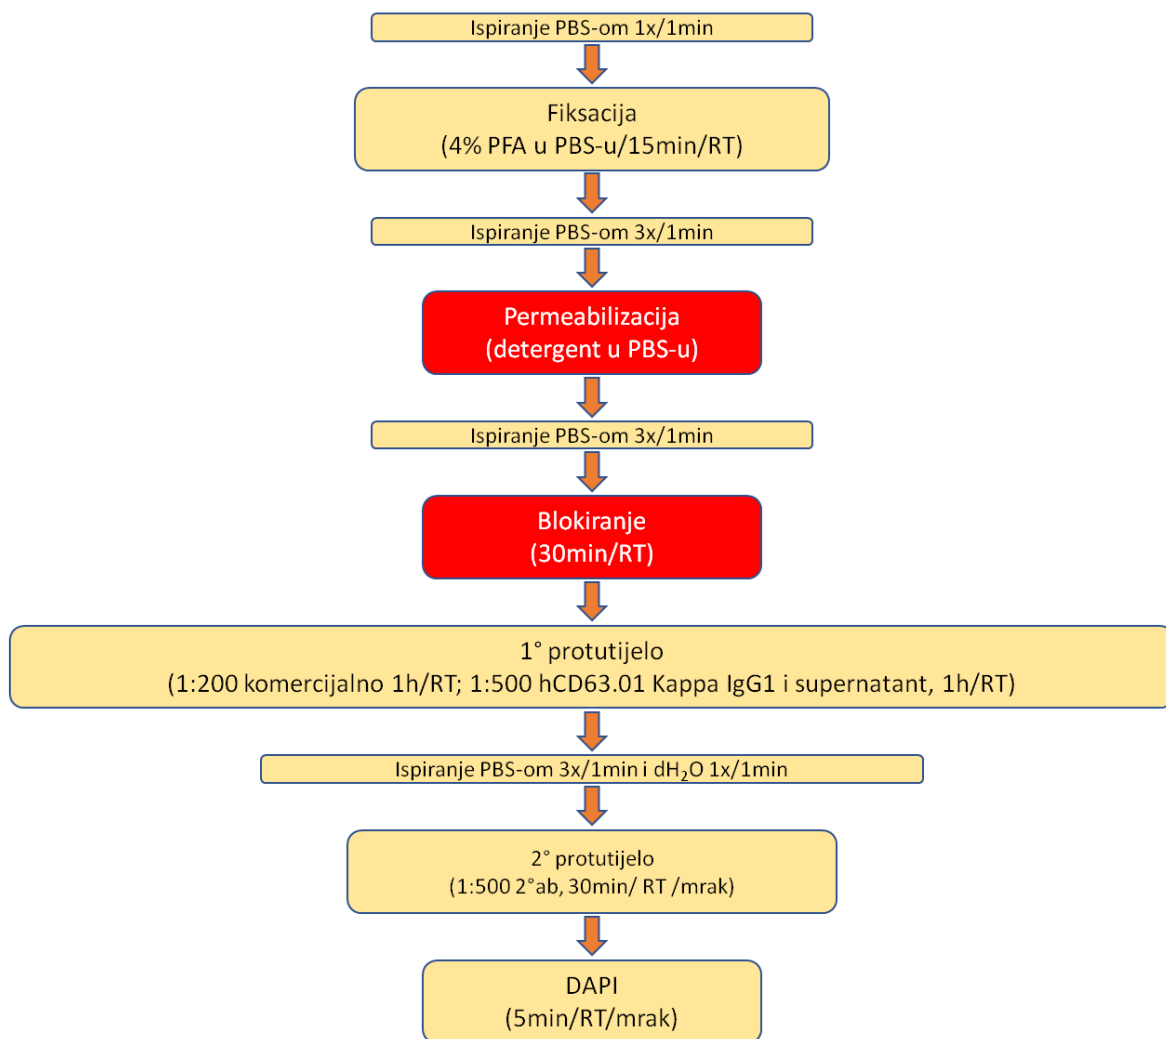 Ispiranje PBS-om 1x/1min
Fiksacija
(4% PFA u PBS-u/15min/RT)
Ispiranje PBS-om 3x/1min
Permeabilizacija
(detergent u PBS-u)
Ispiranje PBS-om 3x/1min
Blokiranje
(30min/RT)
1° protutijelo
(1:200 komercijalno 1h/RT; 1:500 hCD63.01 Kappa IgG1 i supernatant, 1h/RT)
Ispiranje PBS-om 3x/1min i dH₂O 1x/1min
2° protutijelo
(1:500 2°ab, 30min/ RT /mrak)
DAPI
(5min/RT/mrak)